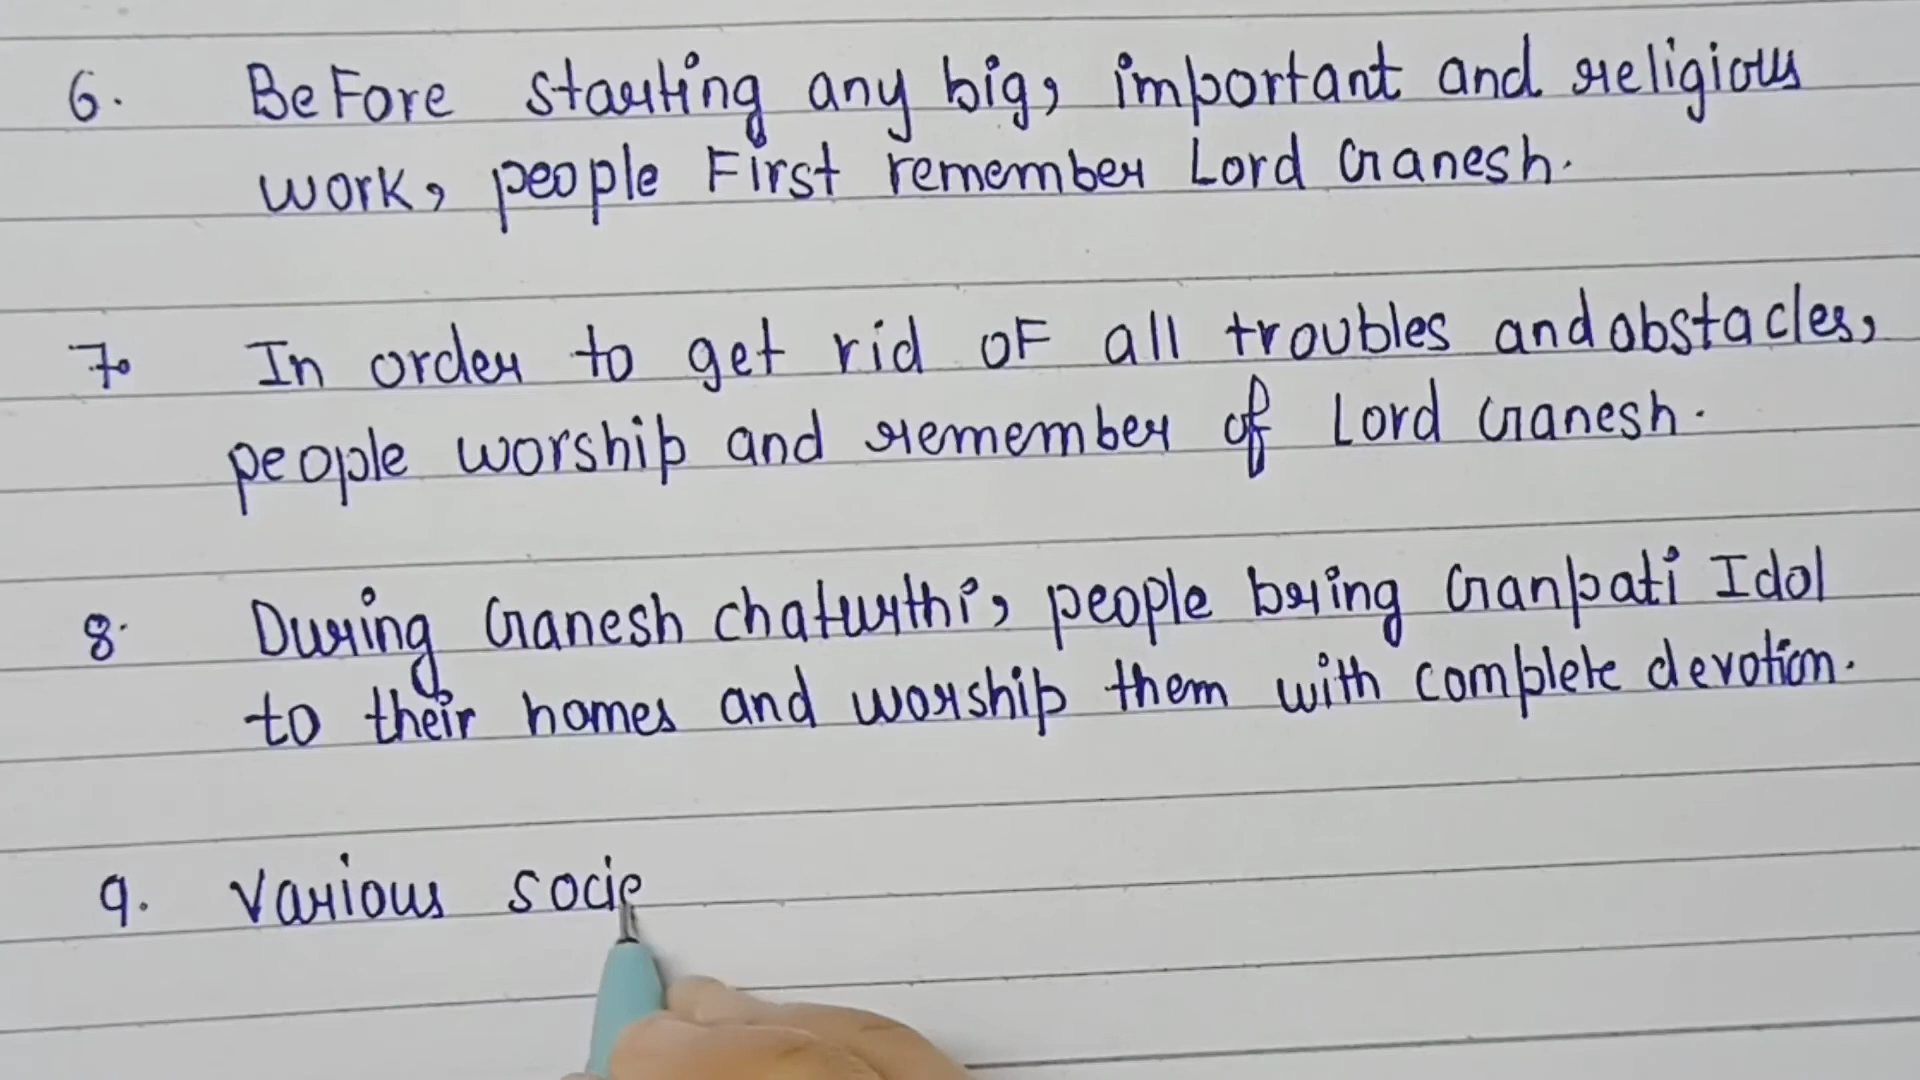 6. Before starting any big, important and religious
work, people First remember Lord Ganesh.
7. In order to get rid of all troubles and obstacles,
people worship and remember of Lord Ganesh.
8. During Ganesh chaturthi, people bring Ganpati Idol
to their homes and worship them with complete devotion.
9. Various socie